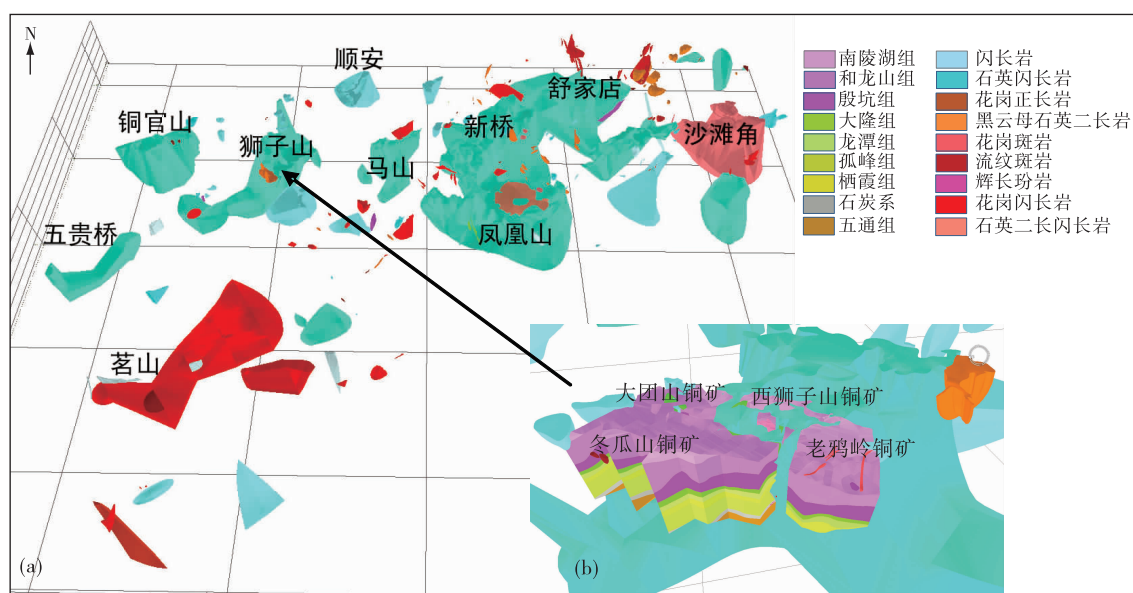 (a)
N
顺安
舒家店
铜官山
新桥
狮子山
沙滩角
马山
五贵桥
凤凰山
茗山
南陵湖组
和龙山组
殷坑组
大隆组
龙潭组
孤峰组
栖霞组
石炭系
五通组
闪长岩
石英闪长岩
花岗正长岩
黑云母石英二长岩
花岗斑岩
流纹斑岩
辉长玢岩
花岗闪长岩
石英二长闪长岩
大团山铜矿
西狮子山铜矿
冬瓜山铜矿
老鸦岭铜矿
(a)
(b)